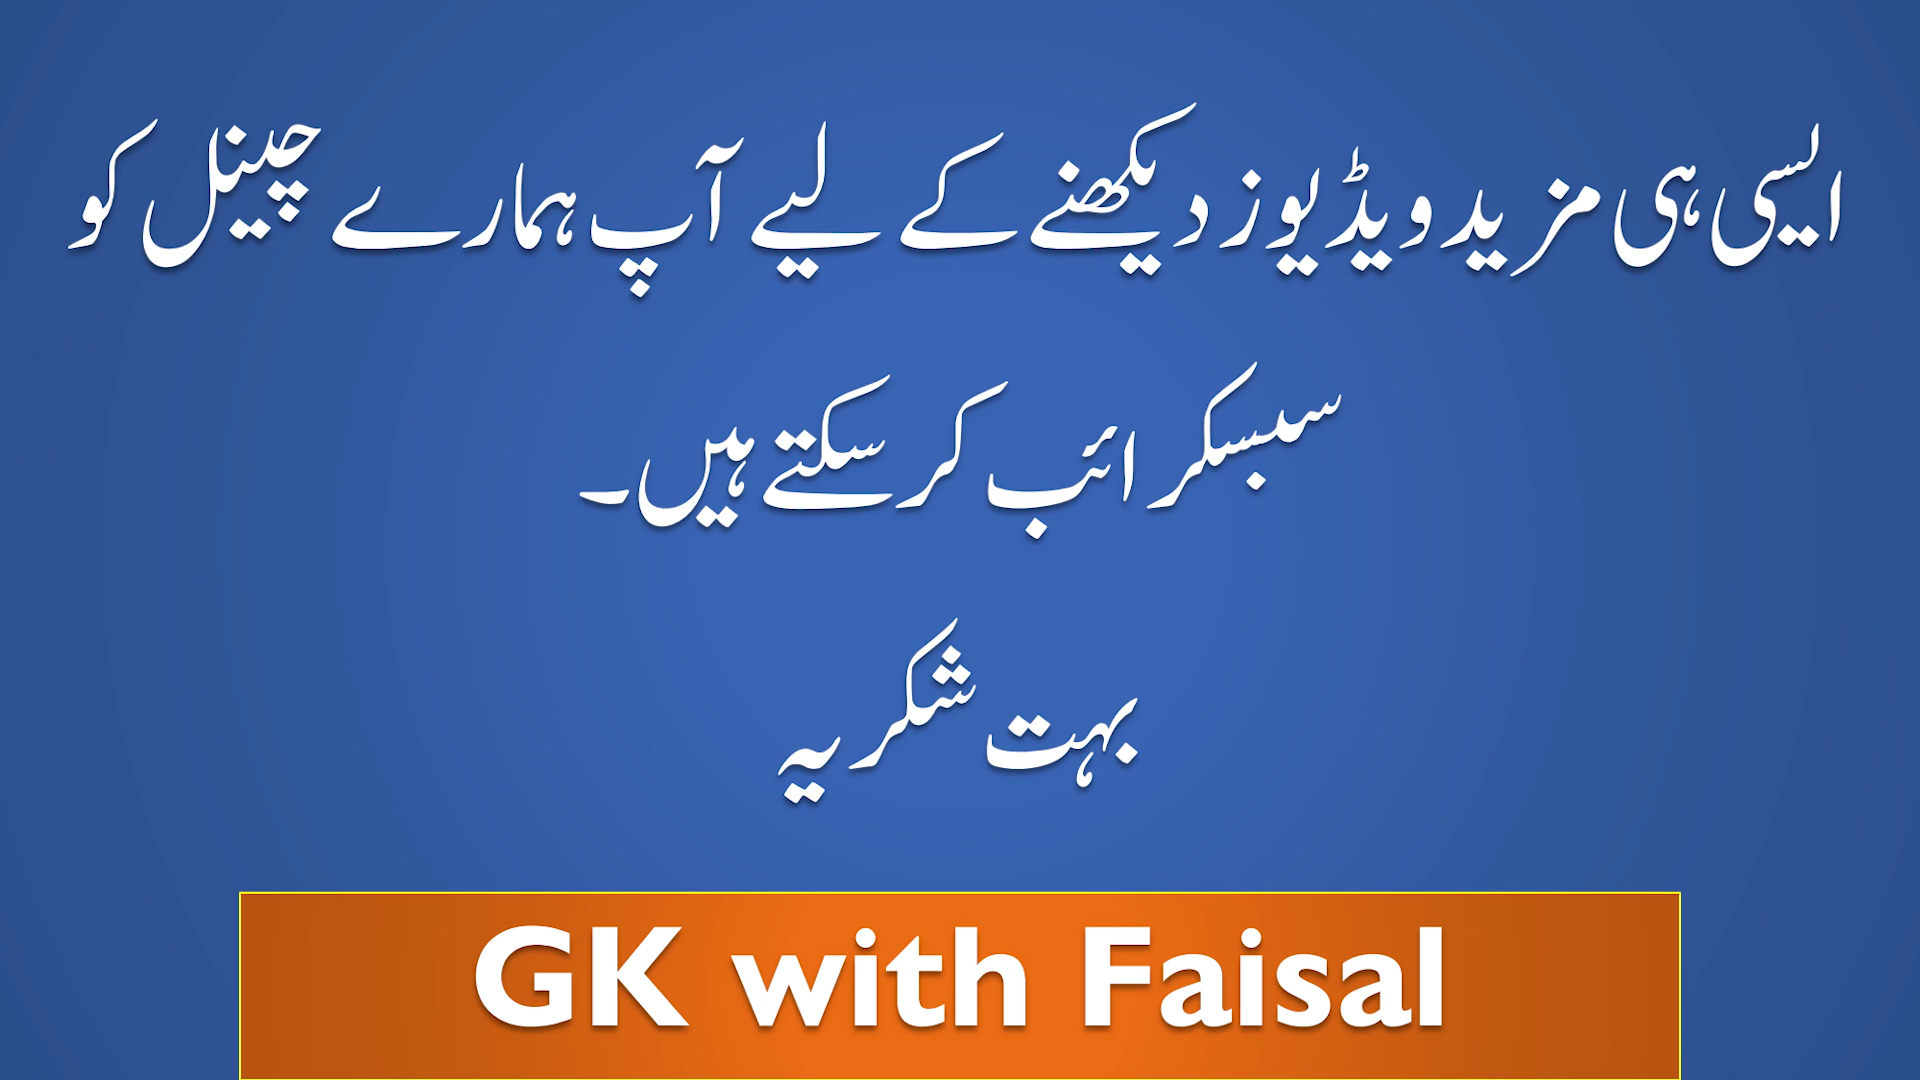 ایسی ہی مزید ویڈیوز دیکھنے کے لیے آپ ہمارے چینل کو
سبسکرائب کر سکتے ہیں۔
بہت شکریہ
GK with Faisal